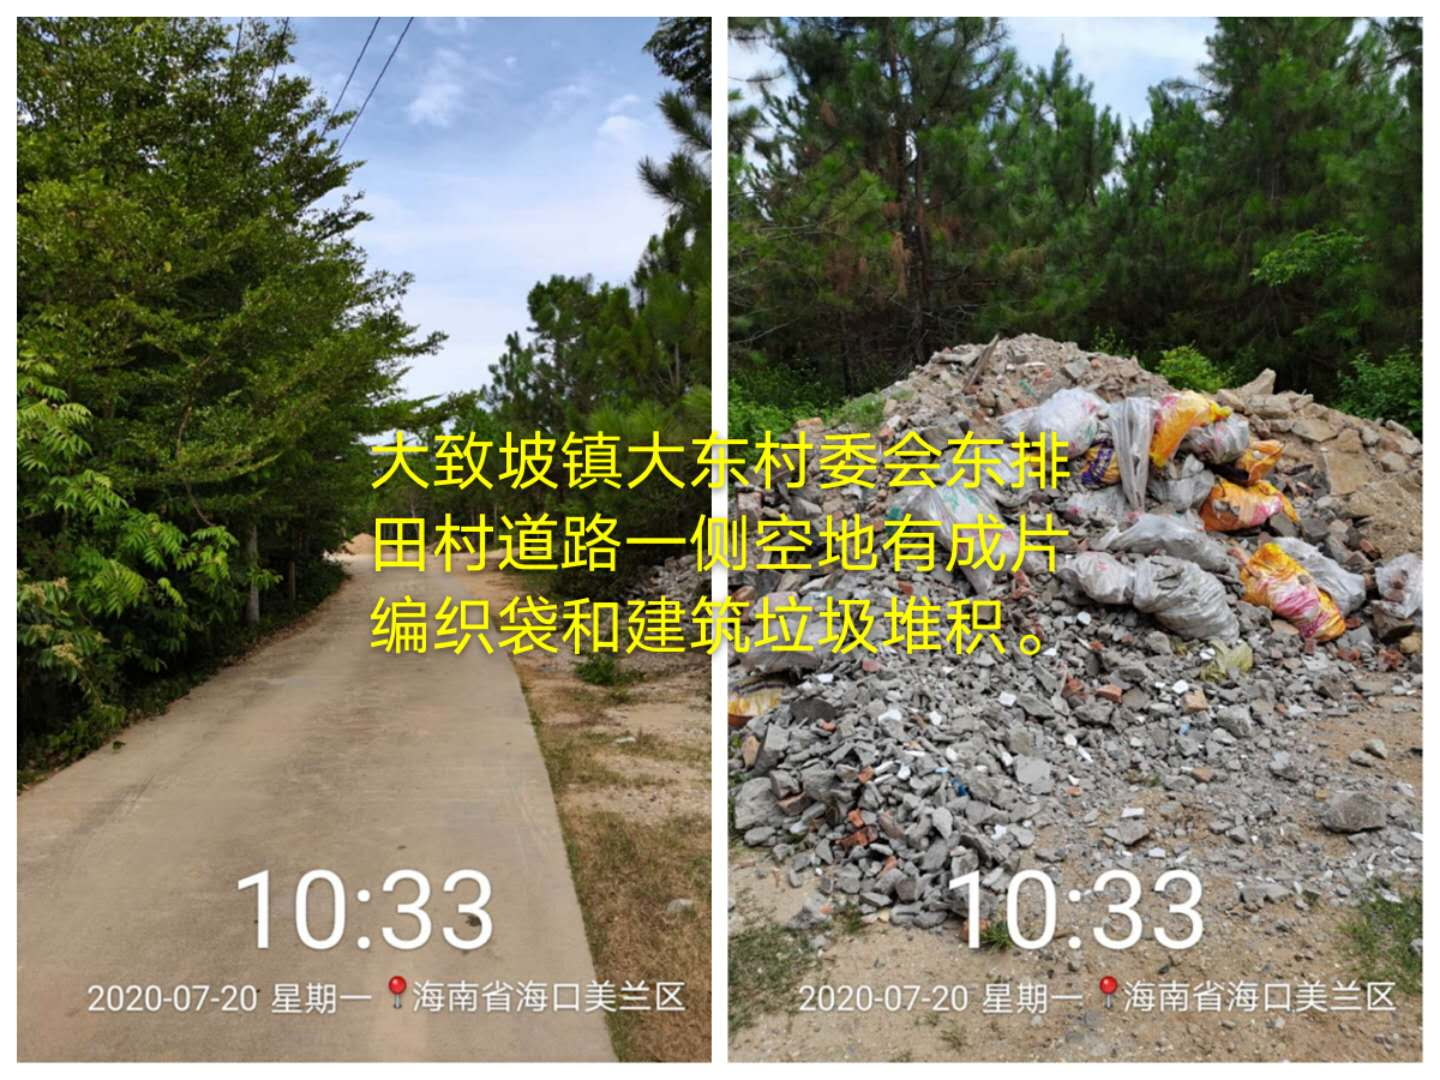 大致坡镇大东村委会东排
田村道路一侧空地有成片
编织袋和建筑垃圾堆积。
10:33
2020-07-20 星期一 海南省海口美兰区
10:33
2020-07-20 星期一 海南省海口美兰区